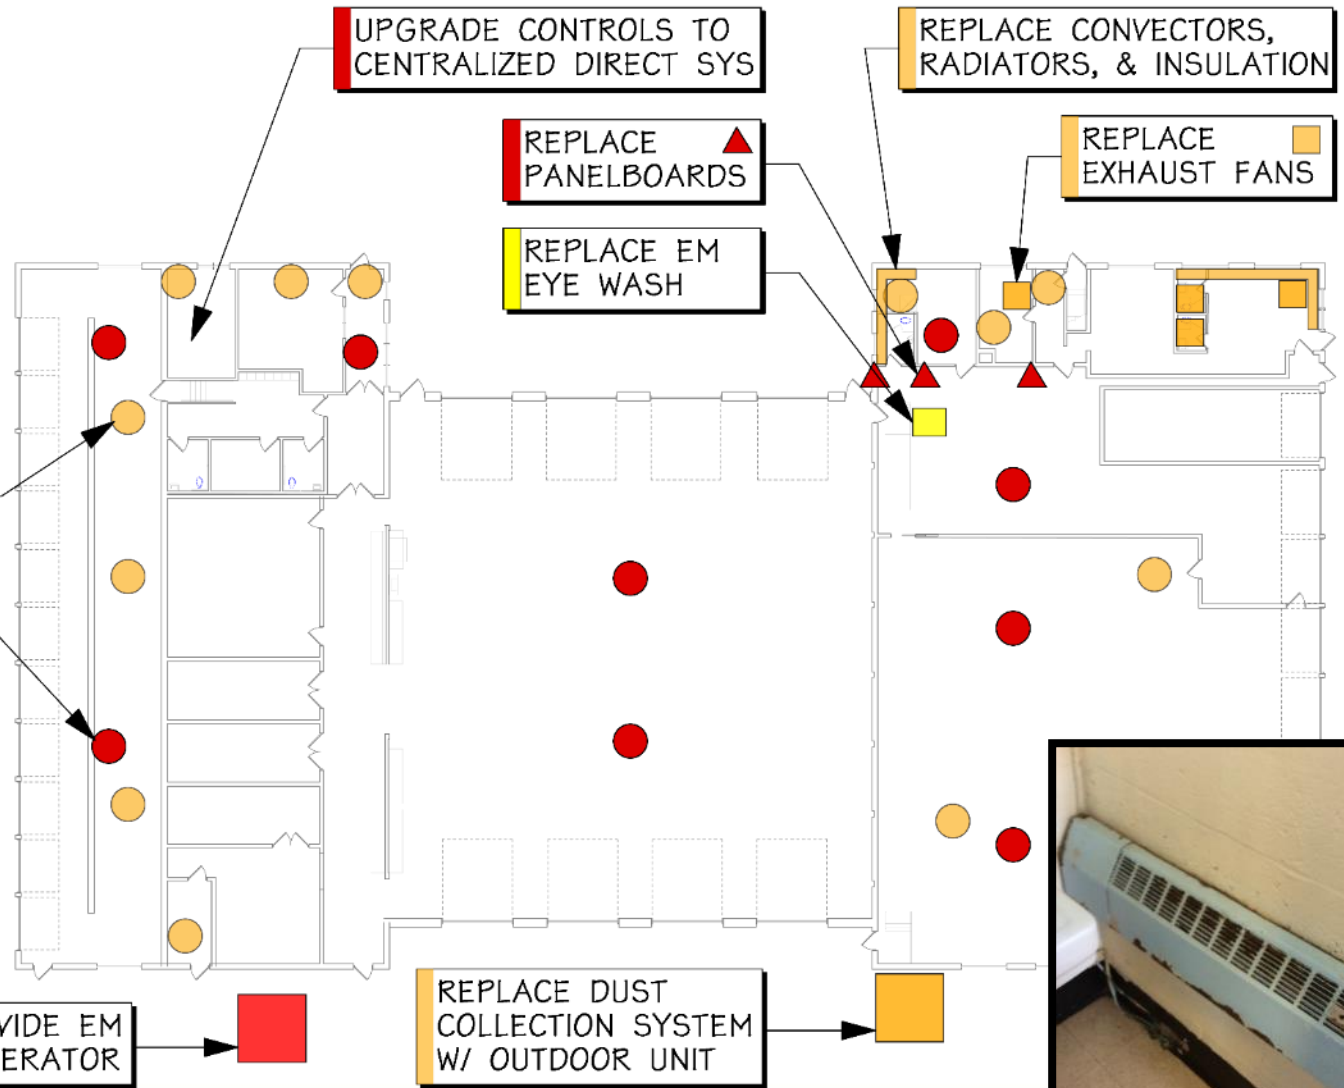 UPGRADE CONTROLS TO
CENTRALIZED DIRECT SYS
REPLACE CONVECTORS,
RADIATORS, & INSULATION
REPLACE
PANELBOARDS
REPLACE
EXHAUST FANS
REPLACE EM
EYE WASH
VIDE EM
ERATOR
REPLACE DUST
COLLECTION SYSTEM
W/ OUTDOOR UNIT